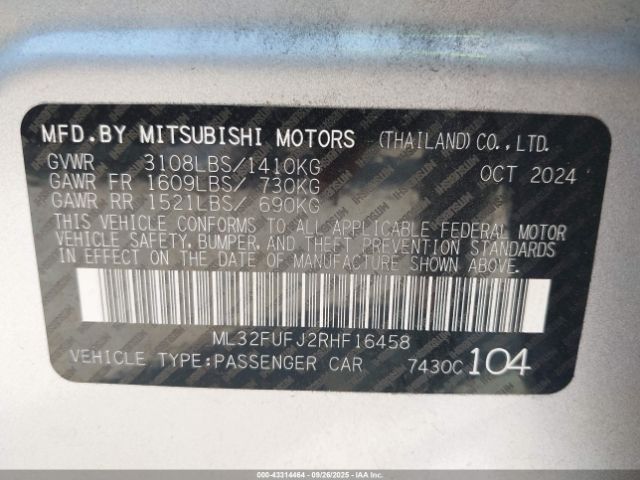 MFD.BY MITSUBISHI MOTORS (THAILAND) CO.,LTD.
GVWR 3108LBS/1410KG OCT 2024
GAWR FR 1609LBS/ 730KG
GAWR RR 1521LBS/ 690KG
THIS VEHICLE CONFORMS TO ALL APPLICABLE FEDERAL MOTOR
VEHICLE SAFETY, BUMPER, AND THEFT PREVENTION STANDARDS
IN EFFECT ON THE DATE OF MANUFACTURE SHOWN ABOVE.
ML32FUFJ2RHF16458
VEHICLE TYPE:PASSENGER CAR 7430C 104
000-43314464 - 09/26/2025 - IAAI.COM